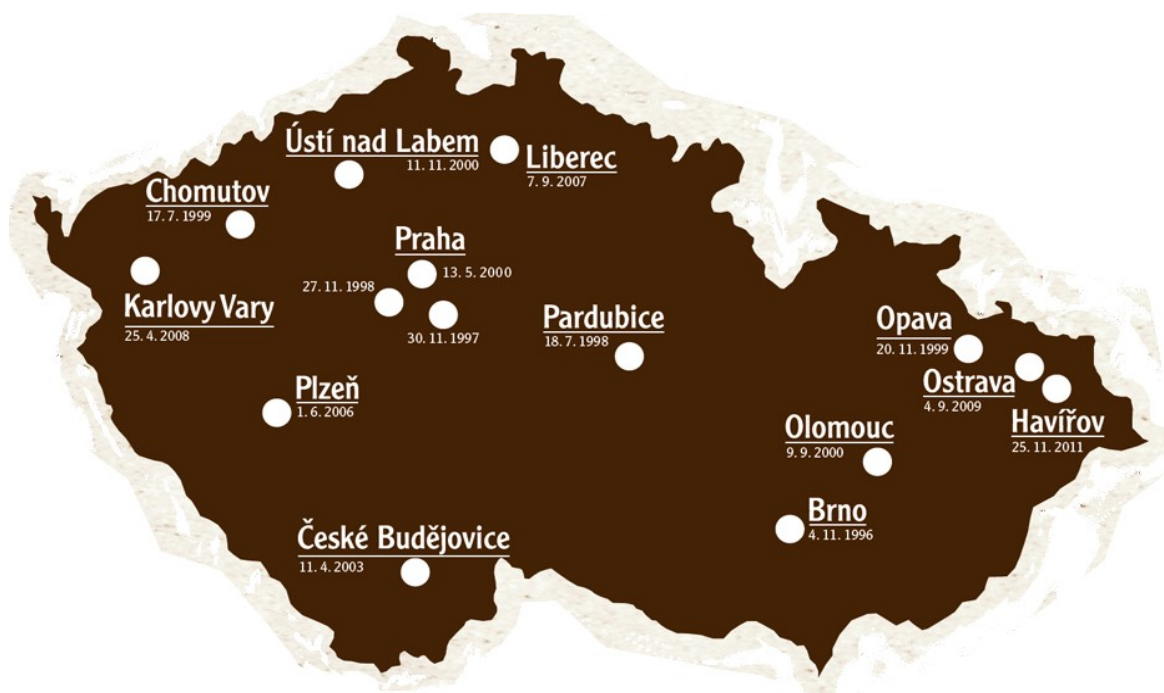 Ústí nad Labem
11. 11. 2000
Liberec
7. 9. 2007
Chomutov
17. 7. 1999
Praha
13. 5. 2000
27. 11. 1998
30. 11. 1997
Karlovy Vary
25. 4. 2008
Pardubice
18. 7. 1998
Opava
20. 11. 1999
Ostrava
4. 9. 2009
Plzeň
1. 6. 2006
Havířov
25. 11. 2011
Olomouc
9. 9. 2000
Brno
4. 11. 1996
České Budějovice
11. 4. 2003